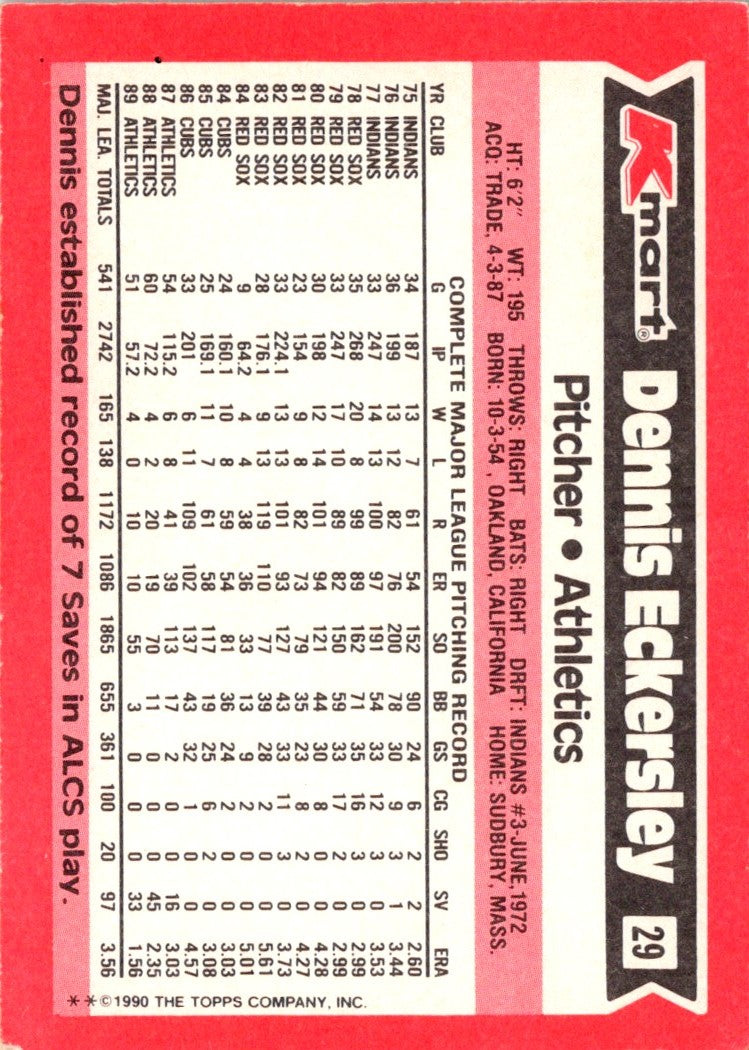 Kmart® Dennis Eckersley 29
Pitcher • Athletics
HT: 6'2" WT: 195 THROWS: RIGHT BATS: RIGHT DRFT: INDIANS #3-JUNE, 1972
ACQ: TRADE, 4-3-87 BORN: 10-3-54, OAKLAND, CALIFORNIA HOME: SUDBURY, MASS.
COMPLETE MAJOR LEAGUE PITCHING RECORD
YR CLUB G IP W L R ER SO BB GS CG SHO SV ERA
75 INDIANS 34 187 13 7 61 54 152 90 24 6 2 2 2.60
76 INDIANS 36 199 13 12 82 76 200 78 30 9 3 1 3.44
77 INDIANS 33 247 14 13 100 97 191 54 33 12 3 0 3.53
78 RED SOX 35 268 20 8 99 89 162 71 35 16 3 0 2.99
79 RED SOX 33 247 17 10 89 82 150 59 33 17 2 0 2.99
80 RED SOX 30 198 12 14 101 94 121 44 30 8 0 0 4.28
81 RED SOX 23 154 9 8 82 73 79 35 23 8 2 0 4.27
82 RED SOX 33 224.1 13 13 101 93 127 43 33 11 3 0 3.73
83 RED SOX 28 176.1 9 13 119 110 77 39 28 2 0 0 5.61
84 RED SOX 9 64.2 4 4 38 36 33 13 9 2 0 0 5.01
84 CUBS 24 160.1 10 8 59 54 81 36 24 2 0 0 3.03
85 CUBS 25 169.1 11 7 61 58 117 19 25 6 2 0 3.08
86 CUBS 33 201 6 11 109 102 137 43 32 1 0 0 4.57
87 ATHLETICS 54 115.2 6 8 41 39 113 17 2 0 0 16 3.03
88 ATHLETICS 60 72.2 4 2 20 19 70 11 0 0 0 45 2.35
89 ATHLETICS 51 57.2 4 0 10 10 55 3 0 0 0 33 1.56
MAJ. LEA. TOTALS 541 2742 165 138 1172 1086 1865 655 361 100 20 97 3.56
Dennis established record of 7 Saves in ALCS play.
**©1990 THE TOPPS COMPANY, INC.